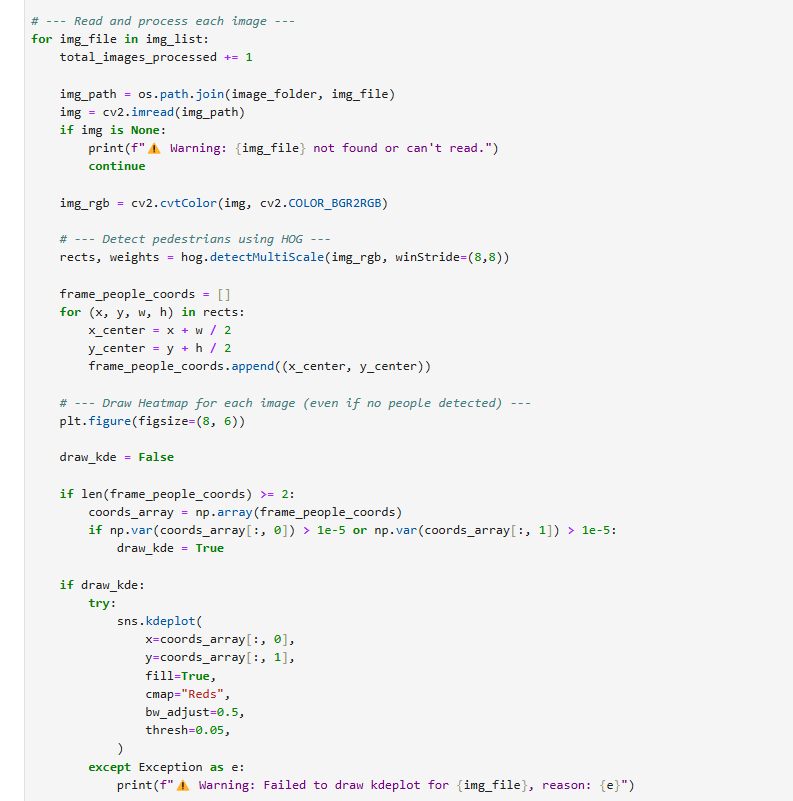 # --- Read and process each image ---
for img_file in img_list:
    total_images_processed += 1

    img_path = os.path.join(image_folder, img_file)
    img = cv2.imread(img_path)
    if img is None:
        print(f"⚠️ Warning: {img_file} not found or can't read.")
        continue

    img_rgb = cv2.cvtColor(img, cv2.COLOR_BGR2RGB)

    # --- Detect pedestrians using HOG ---
    rects, weights = hog.detectMultiScale(img_rgb, winStride=(8,8))

    frame_people_coords = []
    for (x, y, w, h) in rects:
        x_center = x + w / 2
        y_center = y + h / 2
        frame_people_coords.append((x_center, y_center))

    # --- Draw Heatmap for each image (even if no people detected) ---
    plt.figure(figsize=(8, 6))

    draw_kde = False

    if len(frame_people_coords) >= 2:
        coords_array = np.array(frame_people_coords)
        if np.var(coords_array[:, 0]) > 1e-5 or np.var(coords_array[:, 1]) > 1e-5:
            draw_kde = True

    if draw_kde:
        try:
            sns.kdeplot(
                x=coords_array[:, 0],
                y=coords_array[:, 1],
                fill=True,
                cmap="Reds",
                bw_adjust=0.5,
                thresh=0.05,
            )
        except Exception as e:
            print(f"⚠️ Warning: Failed to draw kdeplot for {img_file}, reason: {e}")